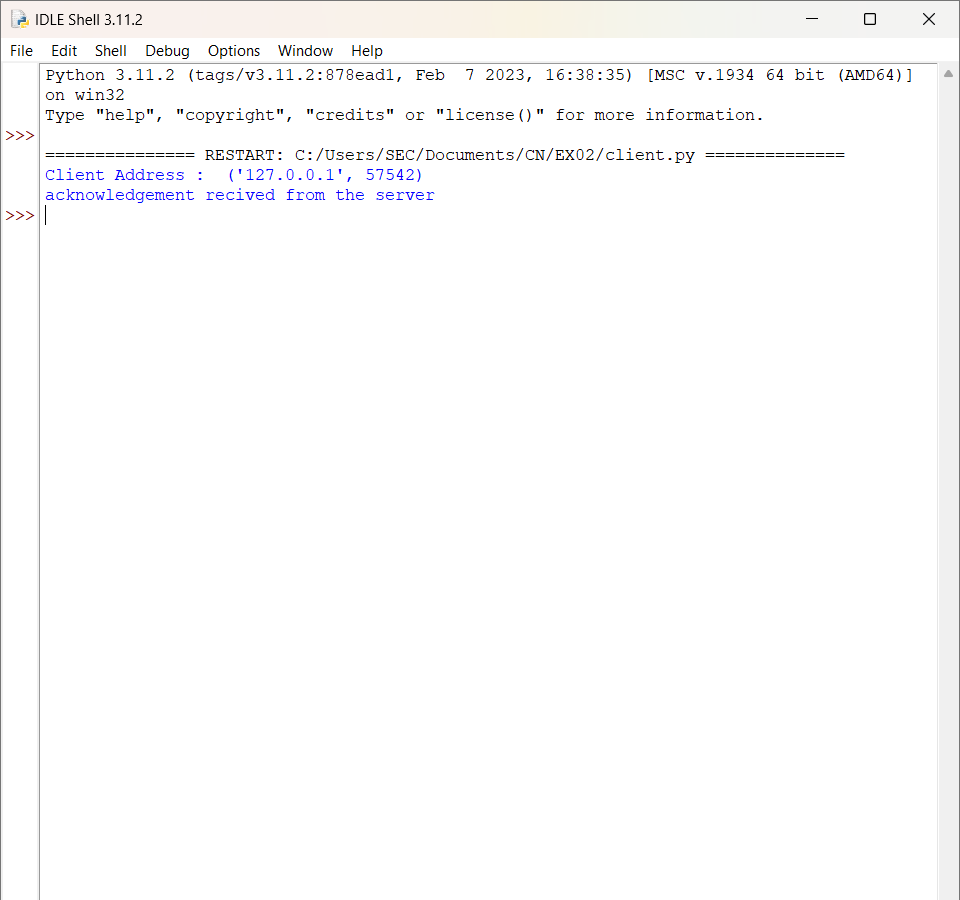 IDLE Shell 3.11.2
File Edit Shell Debug Options Window Help
Python 3.11.2 (tags/v3.11.2:878ead1, Feb  7 2023, 16:38:35) [MSC v.1934 64 bit (AMD64)]
on win32
Type "help", "copyright", "credits" or "license()" for more information.
>>>
=============== RESTART: C:/Users/SEC/Documents/CN/EX02/client.py ==============
Client Address :  ('127.0.0.1', 57542)
acknowledgement recived from the server
>>>